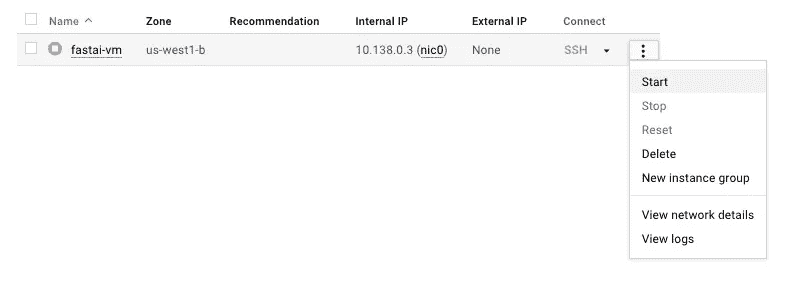 Name Zone Recommendation Internal IP External IP Connect
fastai-vm us-west1-b 10.138.0.3 (nic0) None SSH
Start
Stop
Reset
Delete
New instance group
View network details
View logs